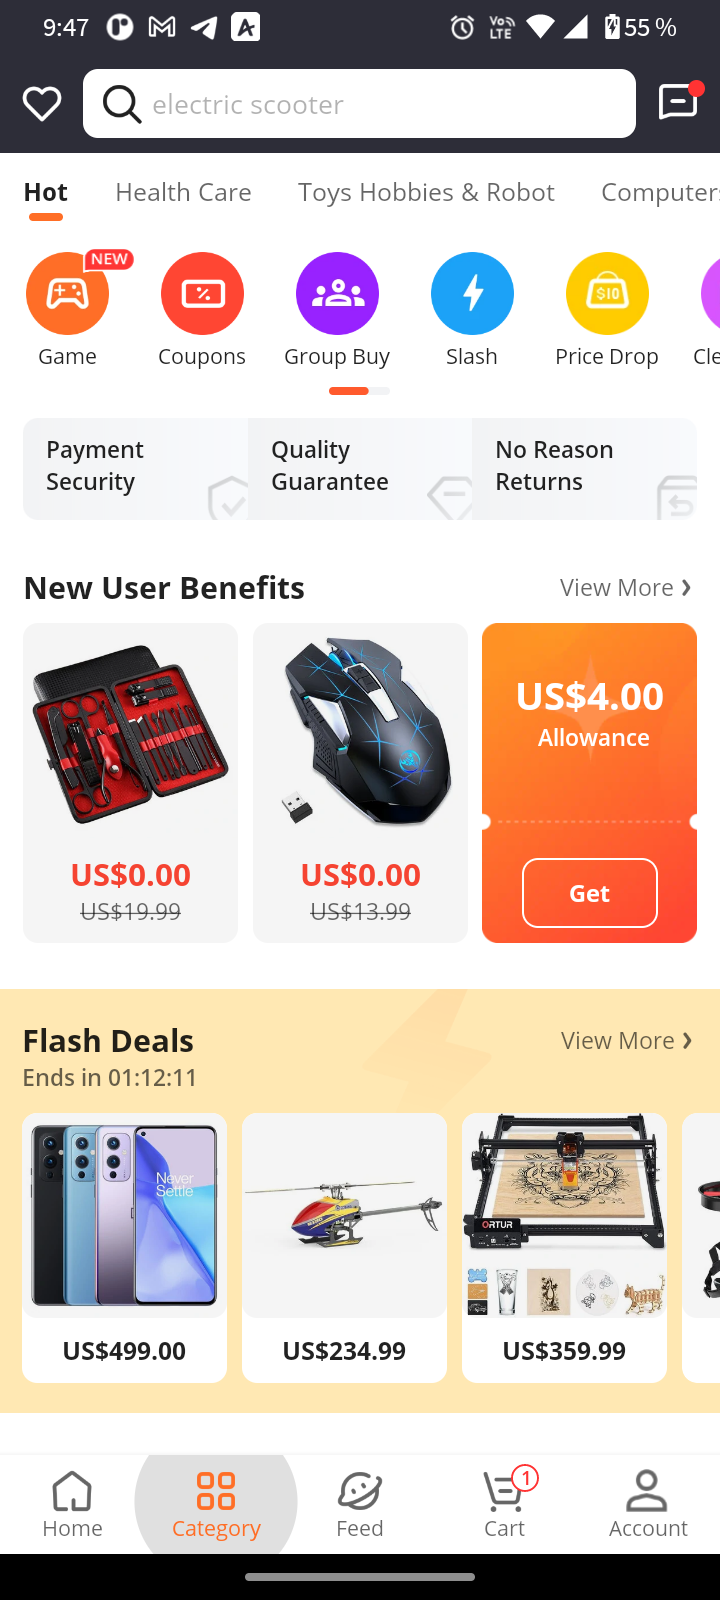 9:47
VoLTE
55 %
electric scooter
Hot
Health Care
Toys Hobbies & Robot
Computers
NEW
Game
Coupons
Group Buy
Slash
$10
Price Drop
Cle
Payment
Security
Quality
Guarantee
No Reason
Returns
New User Benefits
View More
US$0.00
US$19.99
US$0.00
US$13.99
US$4.00
Allowance
Get
Flash Deals
View More
Ends in 01:12:11
Never
Settle
ORTUR
US$499.00
US$234.99
US$359.99
1
Home
Category
Feed
Cart
Account